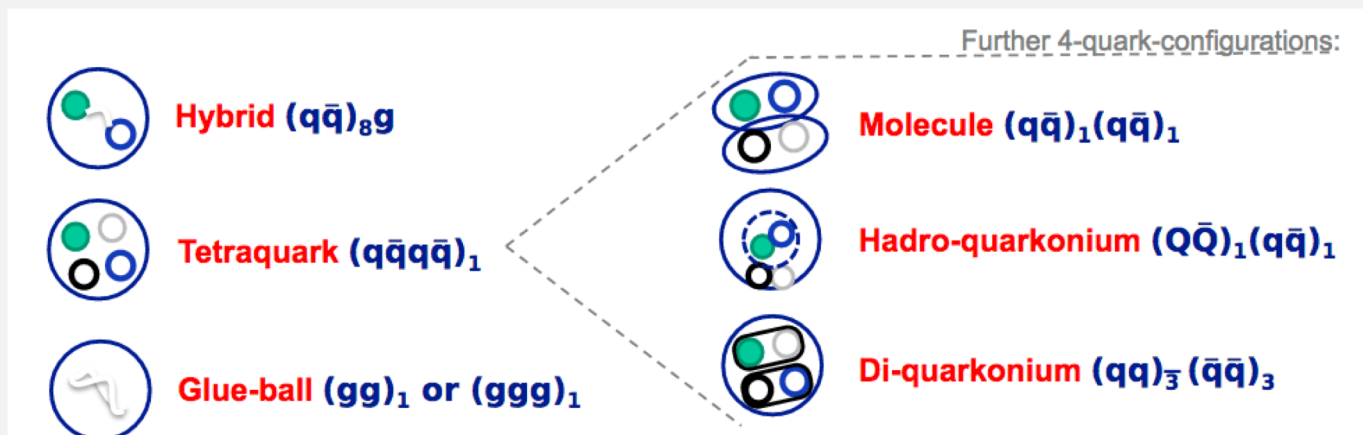 Further 4-quark-configurations:
Hybrid (qq̄)₈g
Molecule (qq̄)₁(qq̄)₁
Tetraquark (qq̄qq̄)₁
Hadro-quarkonium (QQ̄)₁(qq̄)₁
Glue-ball (gg)₁ or (ggg)₁
Di-quarkonium (qq)₃̄ (q̄q̄)₃